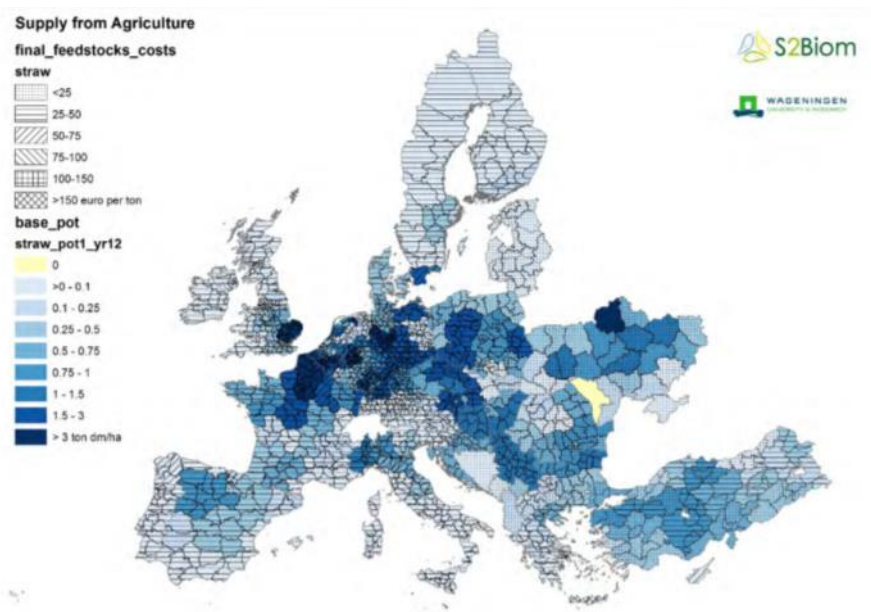 Supply from Agriculture
final_feedstocks_costs
straw
<25
25-50
50-75
75-100
100-150
>150 euro per ton
base_pot
straw_pot1_yr12
0
>0 - 0.1
0.1 - 0.25
0.25 - 0.5
0.5 - 0.75
0.75 - 1
1 - 1.5
1.5 - 3
> 3 ton dm/ha
S2Biom
WAGENINGEN
UNIVERSITY & RESEARCH